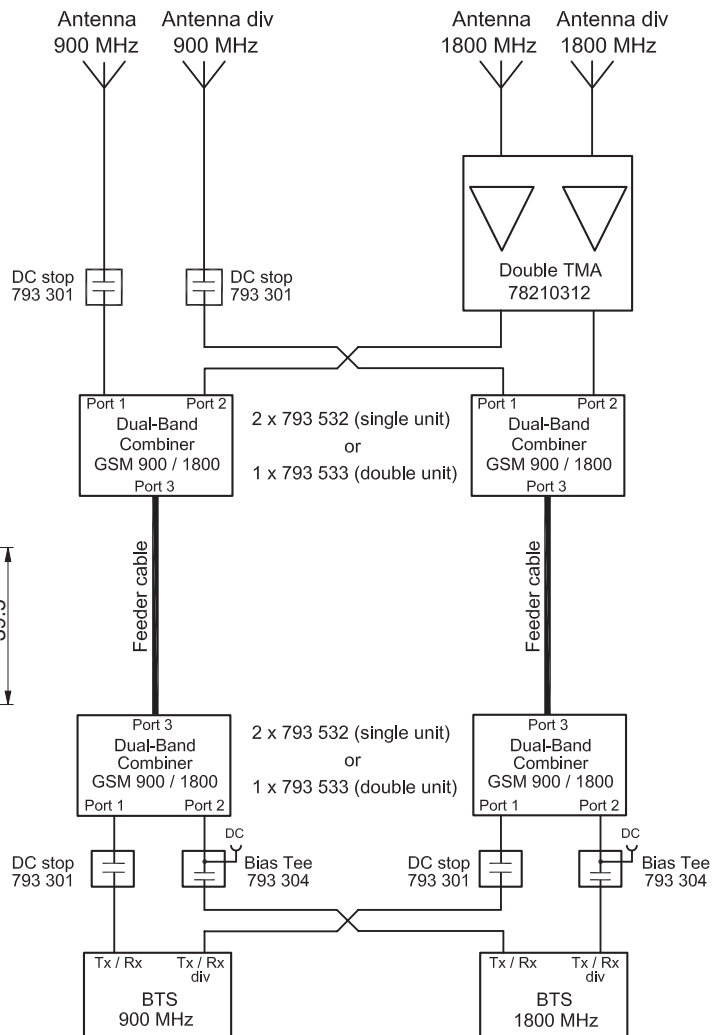 Antenna
900 MHz
Antenna div
900 MHz
Antenna
1800 MHz
Antenna div
1800 MHz
DC stop
793 301
DC stop
793 301
Double TMA
78210312
Port 1
Port 2
Dual-Band
Combiner
GSM 900 / 1800
Port 3
2 x 793 532 (single unit)
or
1 x 793 533 (double unit)
Port 1
Port 2
Dual-Band
Combiner
GSM 900 / 1800
Port 3
Feeder cable
Feeder cable
Port 3
Dual-Band
Combiner
GSM 900 / 1800
Port 1
Port 2
2 x 793 532 (single unit)
or
1 x 793 533 (double unit)
Port 3
Dual-Band
Combiner
GSM 900 / 1800
Port 1
Port 2
DC stop
793 301
DC
Bias Tee
793 304
DC stop
793 301
DC
Bias Tee
793 304
Tx / Rx
Tx / Rx
div
BTS
900 MHz
Tx / Rx
Tx / Rx
div
BTS
1800 MHz